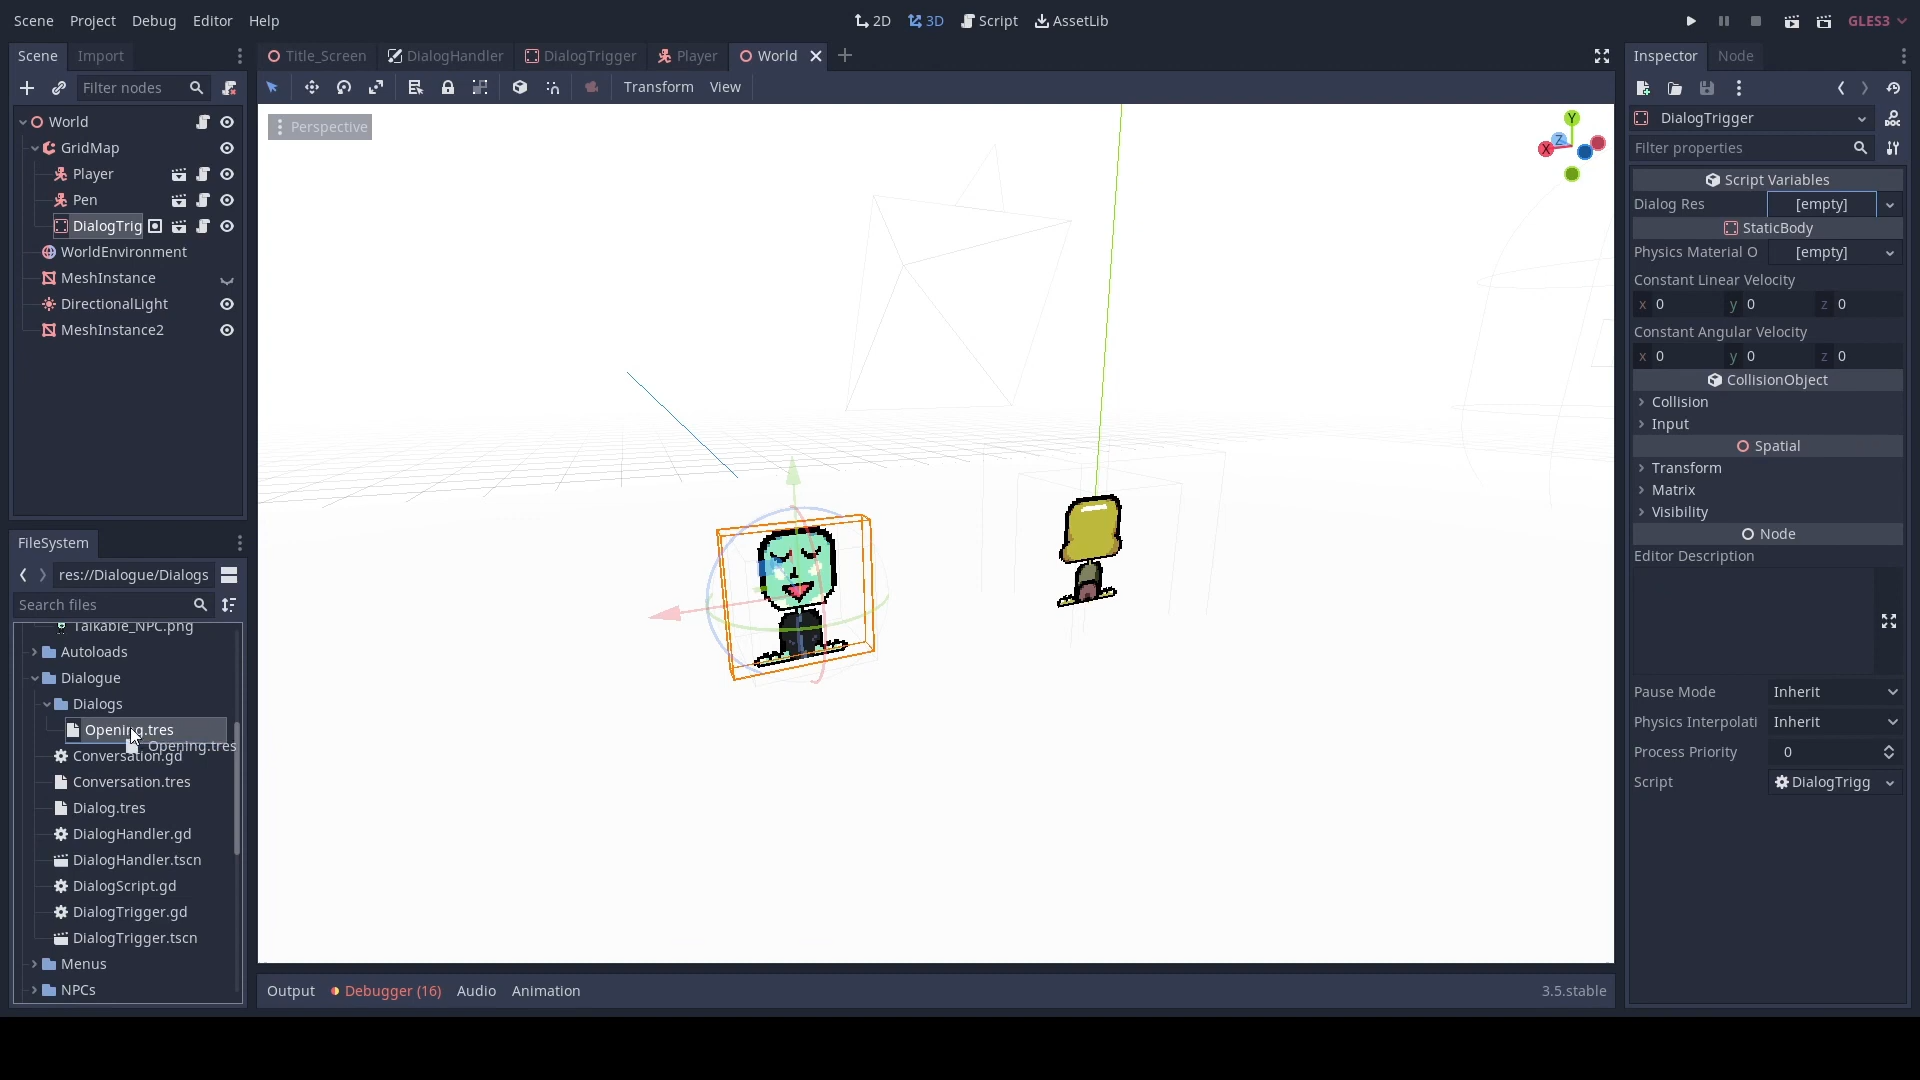 Scene Project Debug Editor Help
2D 3D Script AssetLib
GLES3
Scene Import
Title_Screen DialogHandler DialogTrigger Player World
Inspector Node
Filter nodes
Transform View
World
GridMap
Player
Pen
DialogTrig
WorldEnvironment
MeshInstance
DirectionalLight
MeshInstance2
Perspective
Y
Z
X
FileSystem
res://Dialogue/Dialogs
Search files
Talkable_NPC.png
Autoloads
Dialogue
Dialogs
Opening.tres
Opening.tres
Conversation.gd
Conversation.tres
Dialog.tres
DialogHandler.gd
DialogHandler.tscn
DialogScript.gd
DialogTrigger.gd
DialogTrigger.tscn
Menus
NPCs
Output Debugger (16) Audio Animation
3.5.stable
DialogTrigger
Filter properties
Script Variables
Dialog Res [empty]
StaticBody
Physics Material O [empty]
Constant Linear Velocity
x 0 y 0 z 0
Constant Angular Velocity
x 0 y 0 z 0
CollisionObject
Collision
Input
Spatial
Transform
Matrix
Visibility
Node
Editor Description
Pause Mode Inherit
Physics Interpolati Inherit
Process Priority 0
Script DialogTrigg